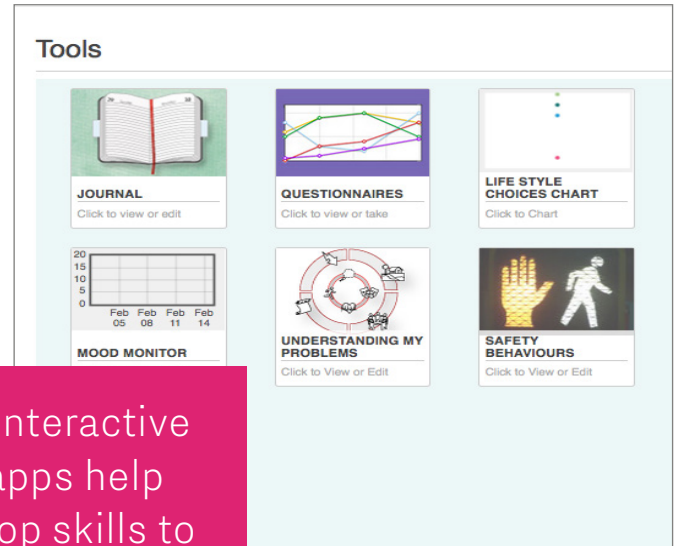 Tools
JOURNAL
Click to view or edit
QUESTIONNAIRES
Click to view or take
LIFE STYLE
CHOICES CHART
Click to Chart
20
15
10
5
0
Feb Feb Feb Feb
05 08 11 14
MOOD MONITOR
UNDERSTANDING MY
PROBLEMS
Click to View or Edit
SAFETY
BEHAVIOURS
Click to View or Edit
nteractive
apps help
op skills to